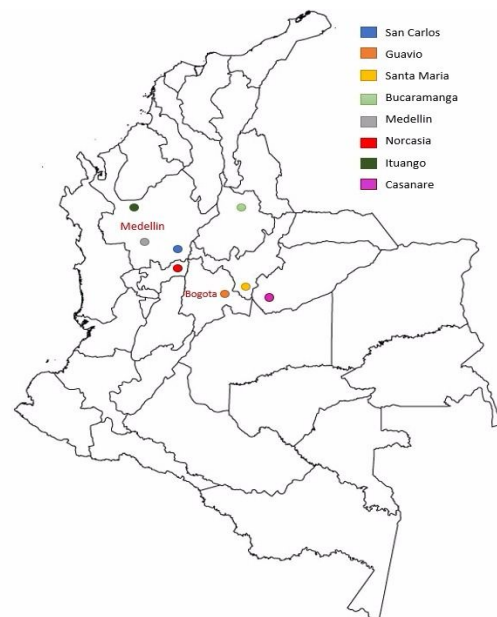 San Carlos
Guavio
Santa Maria
Bucaramanga
Medellin
Norcasia
Ituango
Casanare
Medellin
Bogota